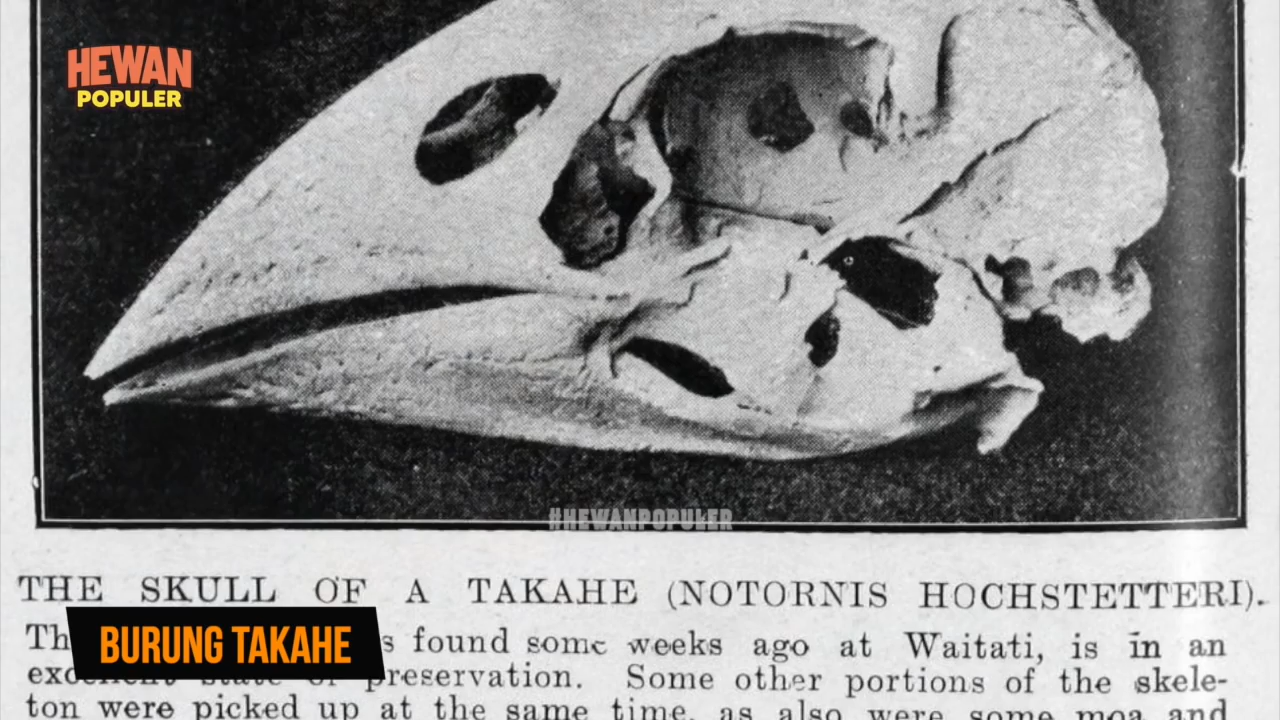 HEWAN
POPULER
#HEWANPOPULER
THE SKULL OF A TAKAHE (NOTORNIS HOCHSTETTERI).
BURUNG TAKAHE
found some weeks ago at Waitati, is in an
preservation. Some other portions of the skele-
ton were picked up at the same time, as also were some moa and